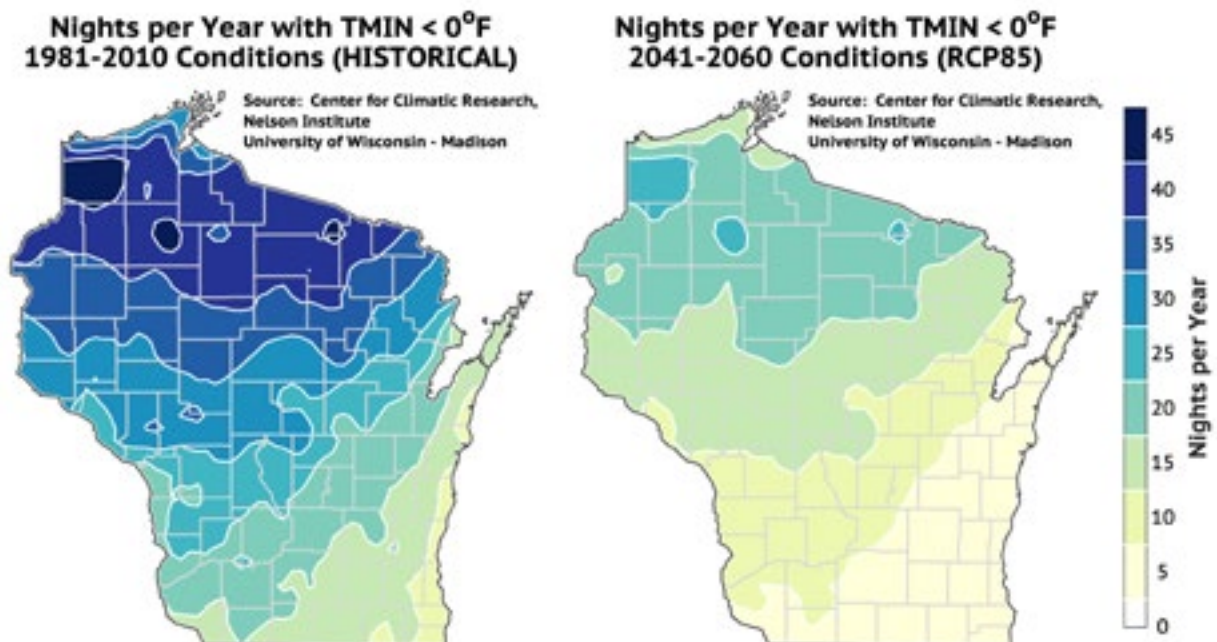 Nights per Year with TMIN < 0°F
1981-2010 Conditions (HISTORICAL)
Source: Center for Climatic Research,
Nelson Institute
University of Wisconsin - Madison
Nights per Year with TMIN < 0°F
2041-2060 Conditions (RCP85)
Source: Center for Climatic Research,
Nelson Institute
University of Wisconsin - Madison
45
40
35
30
25
20
15
10
5
0
Nights per Year